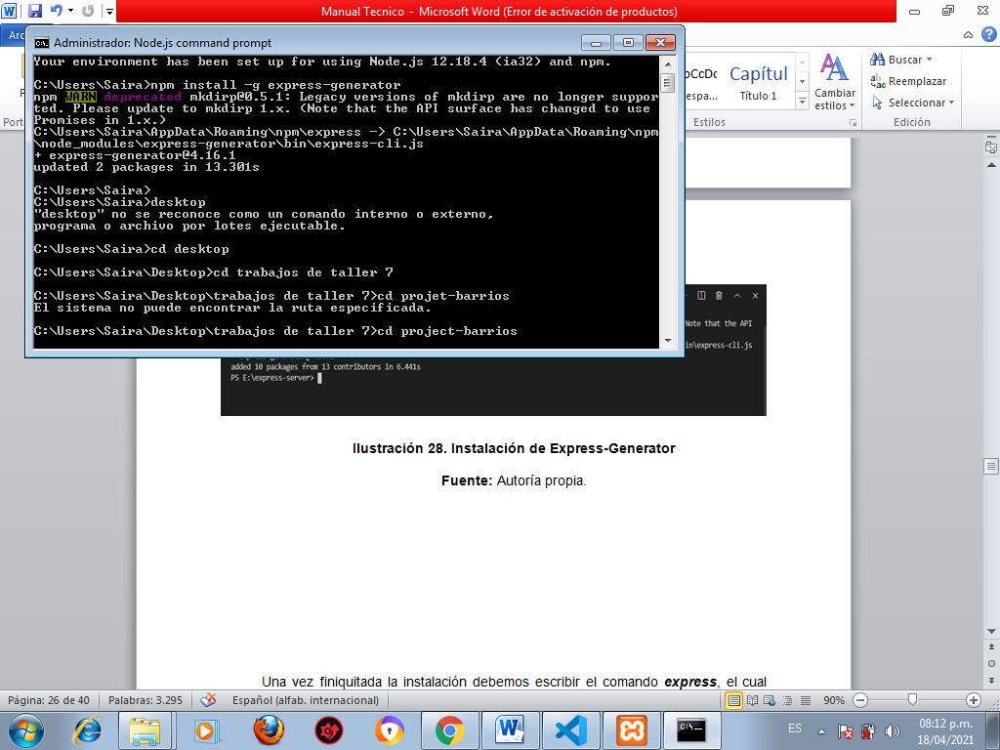 Manual Tecnico - Microsoft Word (Error de activación de productos)
Administrador: Node.js command prompt
Your environment has been set up for using Node.js 12.18.4 (ia32) and npm.
C:\Users\Saira>npm install -g express-generator
npm WARN deprecated mkdirp@0.5.1: Legacy versions of mkdirp are no longer suppor
ted. Please update to mkdirp 1.x. (Note that the API surface has changed to use
Promises in 1.x.)
C:\Users\Saira\AppData\Roaming\npm\express -> C:\Users\Saira\AppData\Roaming\npm
\node_modules\express-generator\bin\express-cli.js
+ express-generator@4.16.1
updated 2 packages in 13.301s
C:\Users\Saira>
C:\Users\Saira>desktop
"desktop" no se reconoce como un comando interno o externo,
programa o archivo por lotes ejecutable.
C:\Users\Saira>cd desktop
C:\Users\Saira\Desktop>cd trabajos de taller 7
C:\Users\Saira\Desktop\trabajos de taller 7>cd projet-barrios
El sistema no puede encontrar la ruta especificada.
C:\Users\Saira\Desktop\trabajos de taller 7>cd project-barrios
Capítul
espa...
Título 1
Cambiar
estilos
Estilos
Buscar
Reemplazar
Seleccionar
Edición
Note that the API
in\express-cli.js
added 10 packages from 13 contributors in 6.441s
PS E:\express-server>
Ilustración 28. Instalación de Express-Generator
Fuente: Autoría propia.
Una vez finiquitada la instalación debemos escribir el comando express, el cual
Página: 26 de 40
Palabras: 3.295
Español (alfab. internacional)
90%
ES
08:12 p.m.
18/04/2021